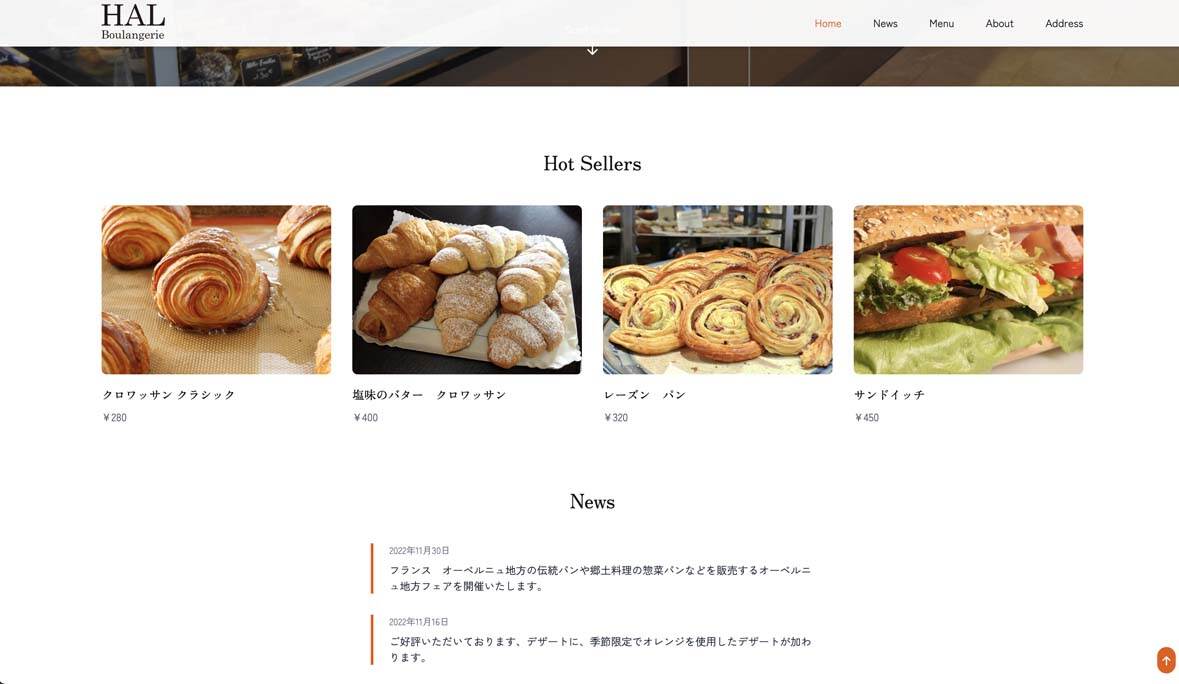 HAL
Boulangerie
Home News Menu About Address
Hot Sellers
クロワッサン クラシック
￥280
塩味のバター　クロワッサン
￥400
レーズン　パン
￥320
サンドイッチ
￥450
News
2022年11月30日
フランス　オーベルニュ地方の伝統パンや郷土料理の惣菜パンなどを販売するオーベルニ
ュ地方フェアを開催いたします。
2022年11月16日
ご好評いただいております、デザートに、季節限定でオレンジを使用したデザートが加わ
ります。